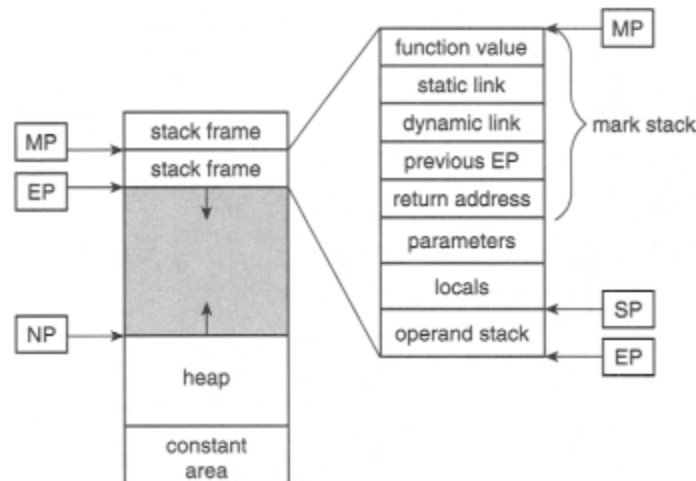 MP
EP
NP
stack frame
stack frame
heap
constant
area
function value
static link
dynamic link
previous EP
return address
parameters
locals
operand stack
MP
mark stack
SP
EP